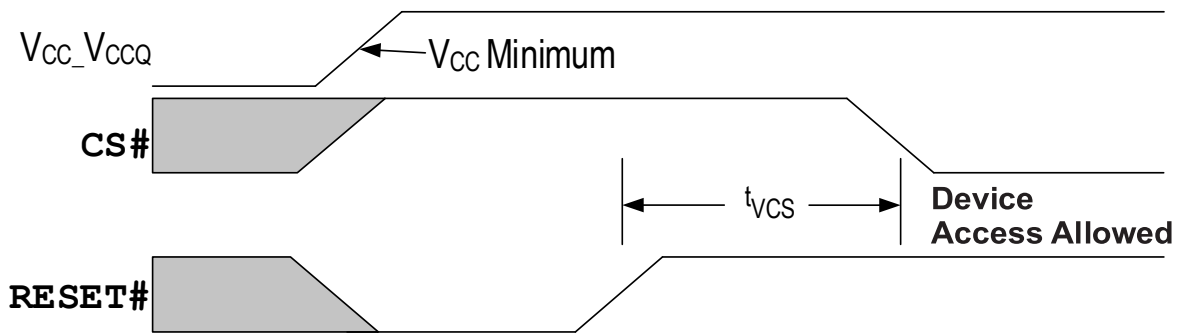 VCC_VCCQ
VCC Minimum
CS#
tVCS
Device
Access Allowed
RESET#